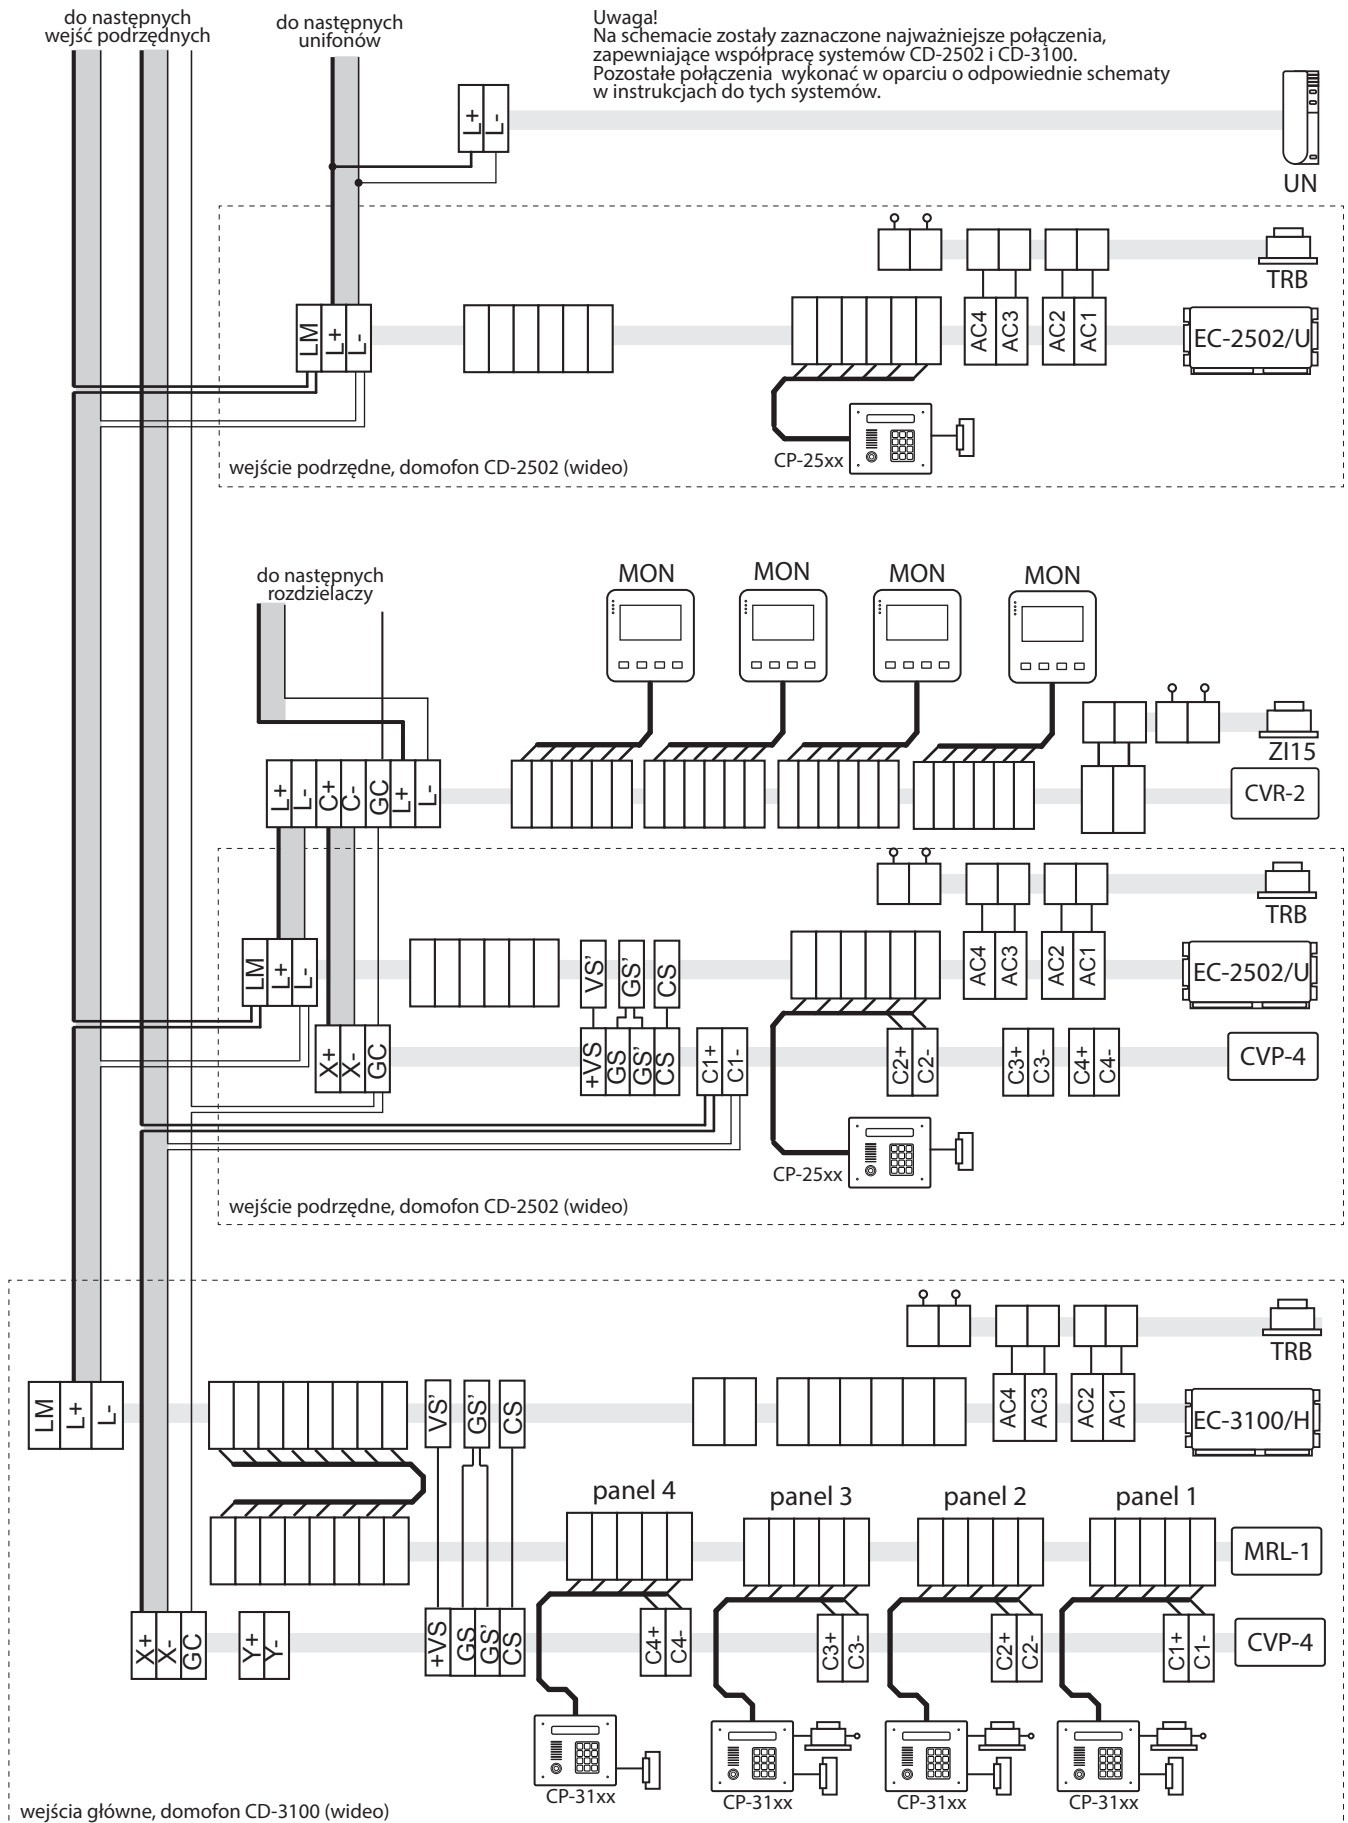 do następnych
wejść podrzędnych
do następnych
unifonów
Uwaga!
Na schemacie zostały zaznaczone najważniejsze połączenia,
zapewniające współpracę systemów CD-2502 i CD-3100.
Pozostałe połączenia wykonać w oparciu o odpowiednie schematy
w instrukcjach do tych systemów.
L+ L-
UN
TRB
LM L+ L-
AC4 AC3 AC2 AC1
EC-2502/U
CP-25xx
wejście podrzędne, domofon CD-2502 (wideo)
do następnych
rozdzielaczy
MON MON MON MON
ZI15
L+ L- C+ C- GC L+ L-
CVR-2
TRB
LM L+ L-
VS' GS' CS
AC4 AC3 AC2 AC1
EC-2502/U
X+ X- GC
+VS GS GS' CS
C1+ C1-
C2+ C2-
C3+ C3-
C4+ C4-
CVP-4
CP-25xx
wejście podrzędne, domofon CD-2502 (wideo)
TRB
LM L+ L-
VS' GS' CS
AC4 AC3 AC2 AC1
EC-3100/H
panel 4 panel 3 panel 2 panel 1
MRL-1
X+ X- GC
Y+ Y-
+VS GS GS' CS
C4+ C4-
C3+ C3-
C2+ C2-
C1+ C1-
CVP-4
CP-31xx CP-31xx CP-31xx CP-31xx
wejścia główne, domofon CD-3100 (wideo)